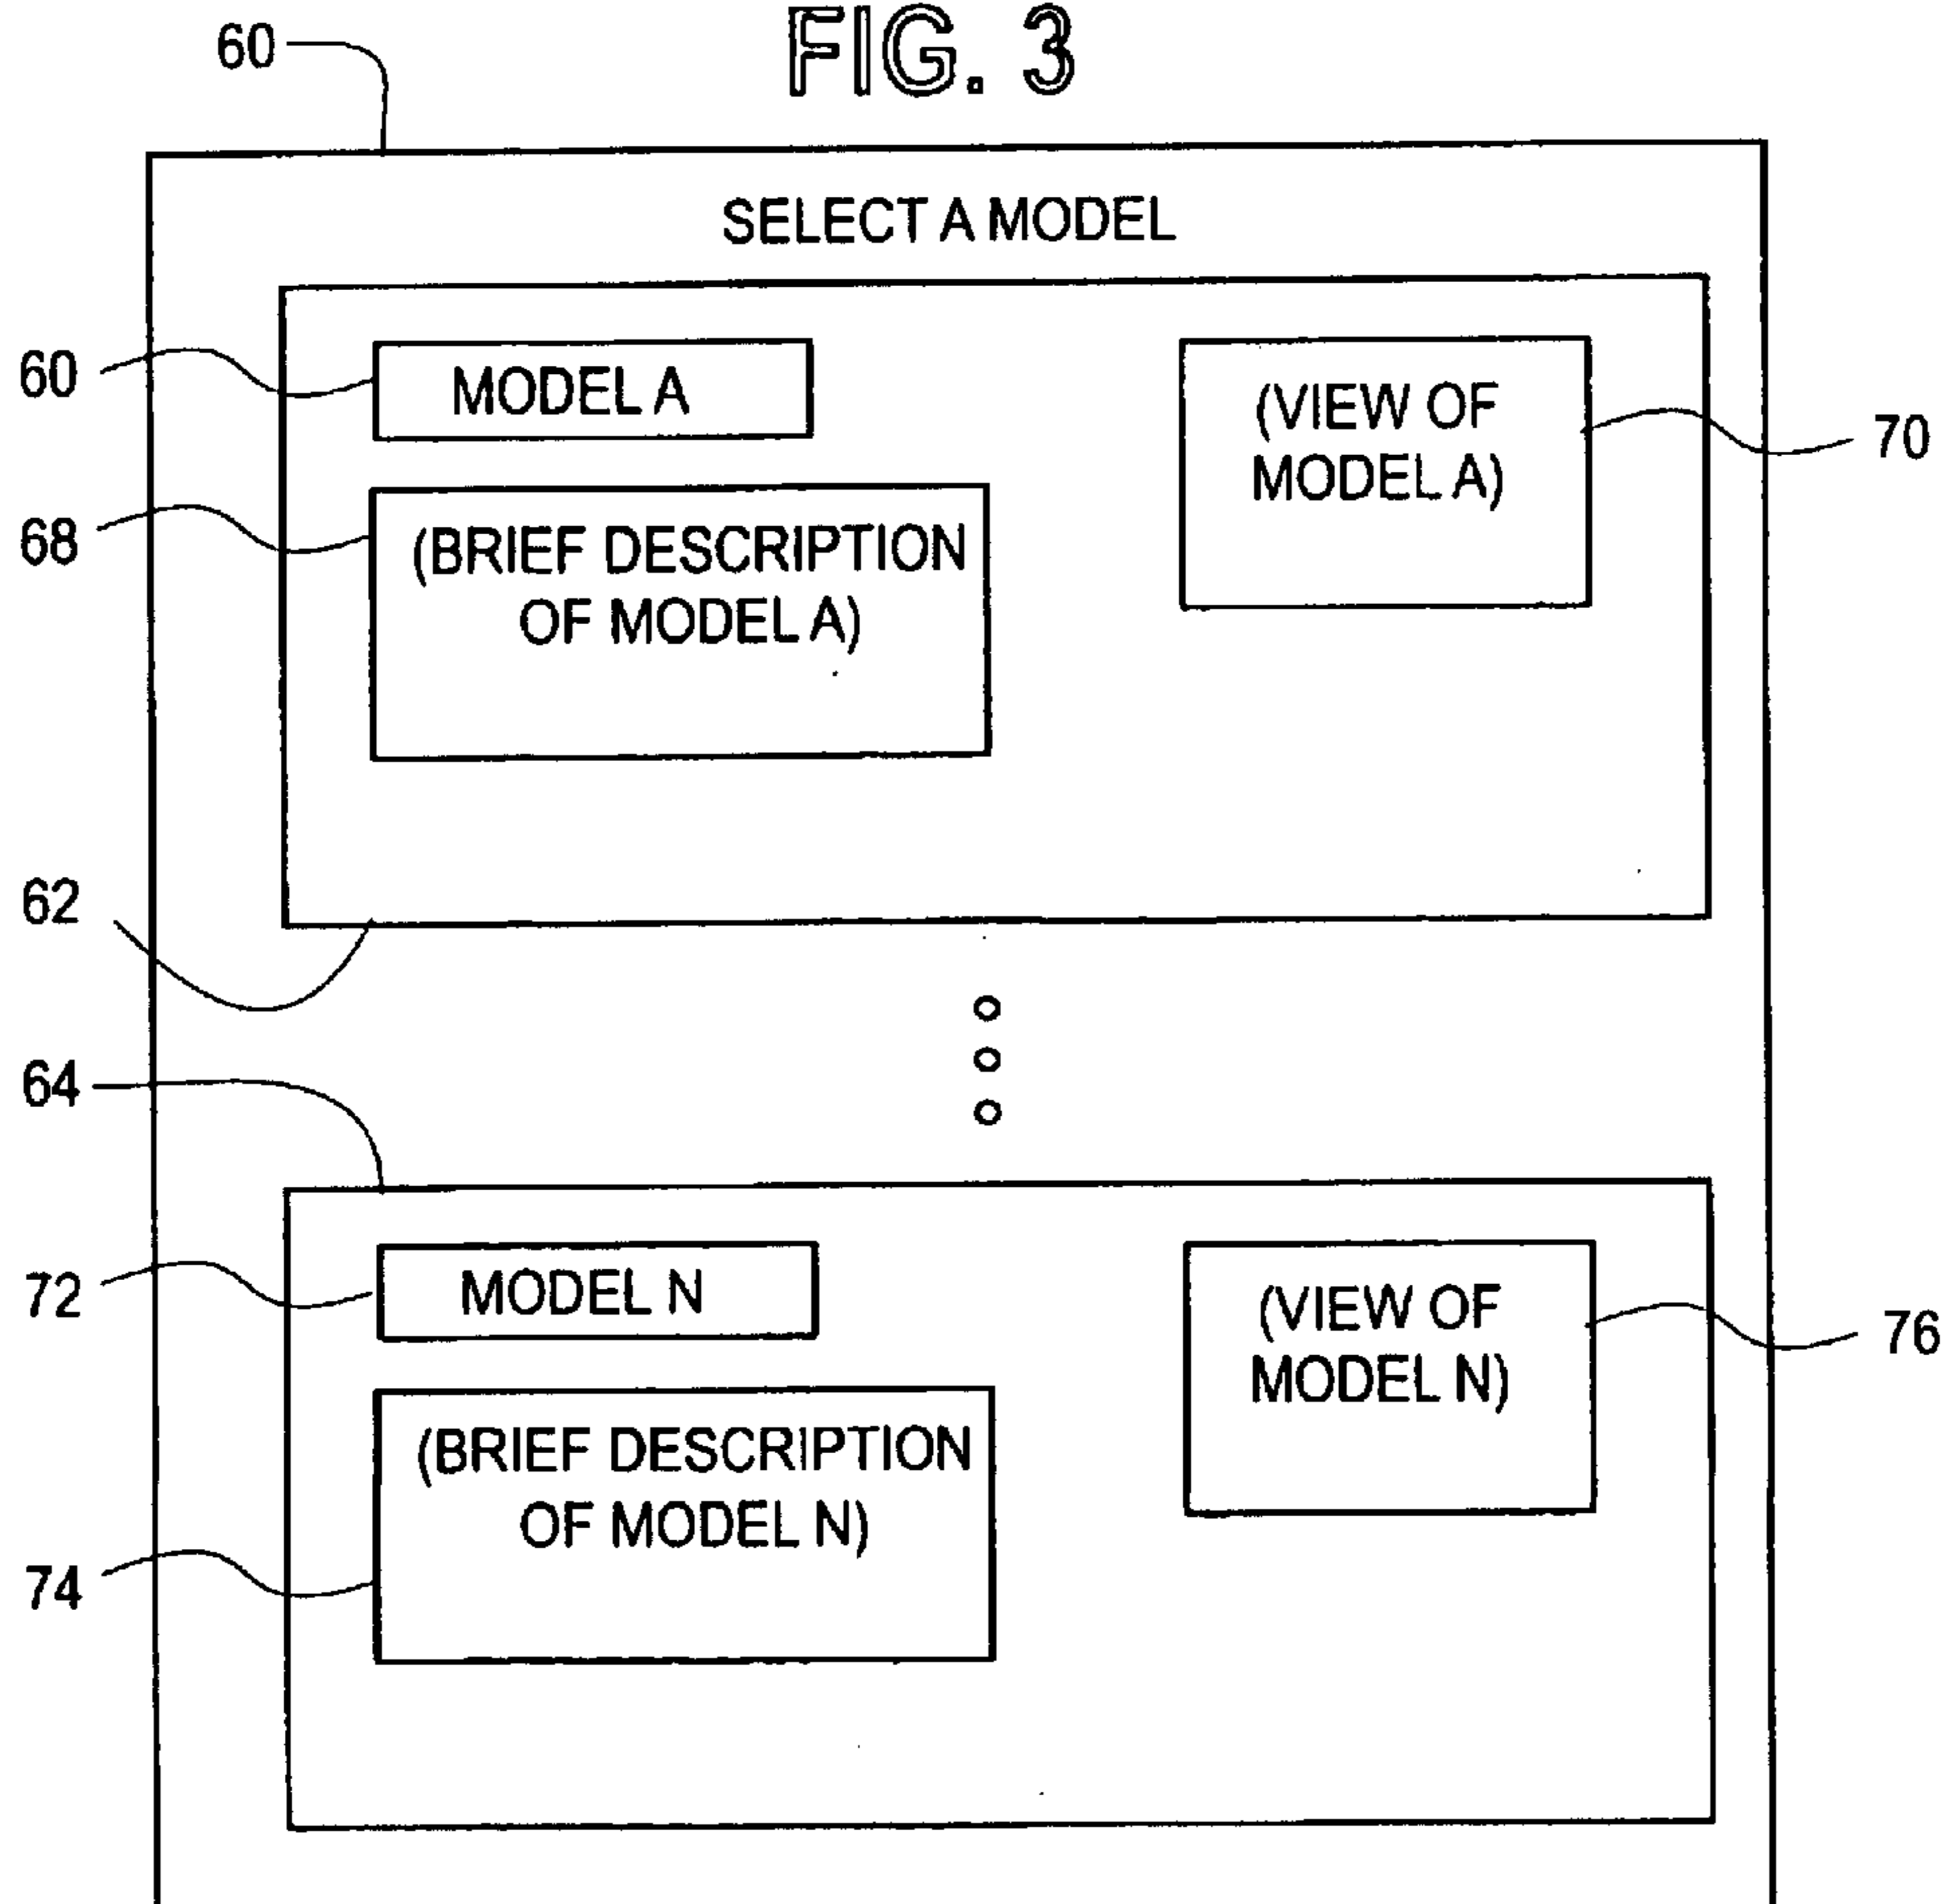 FIG. 3
60
SELECT A MODEL
60
MODEL A
(VIEW OF
MODEL A)
70
68
(BRIEF DESCRIPTION
OF MODEL A)
62
64
72
MODEL N
(VIEW OF
MODEL N)
76
(BRIEF DESCRIPTION
OF MODEL N)
74